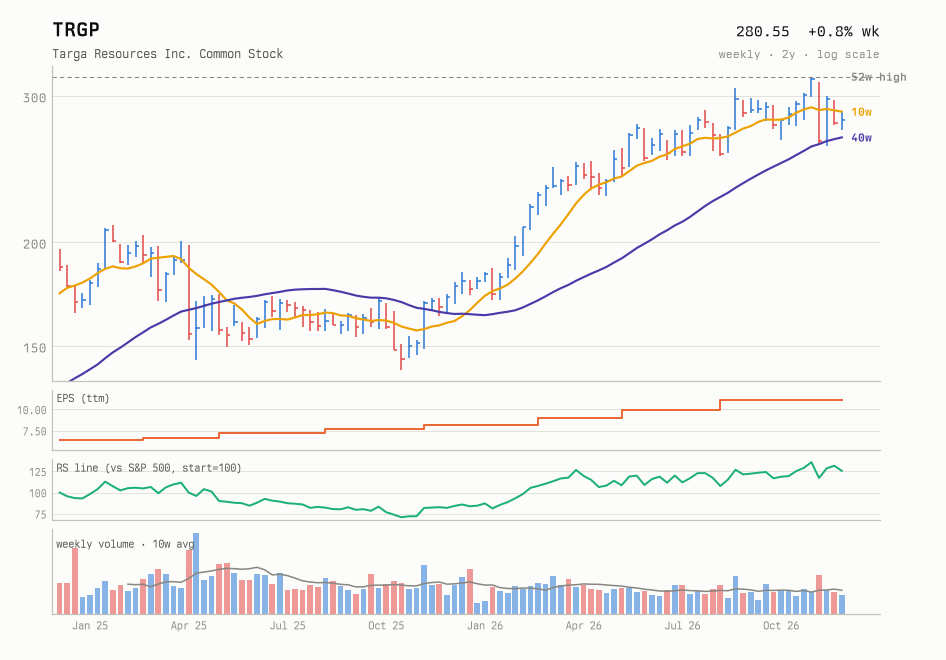 TRGP
280.55 +0.8% wk
Targa Resources Inc. Common Stock
weekly · 2y · log scale
52w high
300
10w
40w
200
150
EPS (ttm)
10.00
7.50
RS line (vs S&P 500, start=100)
125
100
75
weekly volume · 10w avg
Jan 25 Apr 25 Jul 25 Oct 25 Jan 26 Apr 26 Jul 26 Oct 26